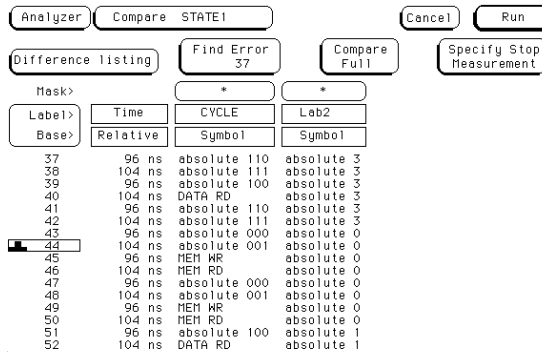 Analyzer Compare STATE1 Cancel Run
Difference listing Find Error 37 Compare Full Specify Stop Measurement
Mask> * *
Label> Time CYCLE Lab2
Base> Relative Symbol Symbol
37 96 ns absolute 110 absolute 3
38 104 ns absolute 111 absolute 3
39 96 ns absolute 100 absolute 3
40 104 ns DATA RD absolute 3
41 96 ns absolute 110 absolute 3
42 104 ns absolute 111 absolute 3
43 96 ns absolute 000 absolute 0
44 104 ns absolute 001 absolute 0
45 96 ns MEM WR absolute 0
46 104 ns MEM RD absolute 0
47 96 ns absolute 000 absolute 0
48 104 ns absolute 001 absolute 0
49 96 ns MEM WR absolute 0
50 104 ns MEM RD absolute 0
51 96 ns absolute 100 absolute 1
52 104 ns DATA RD absolute 1